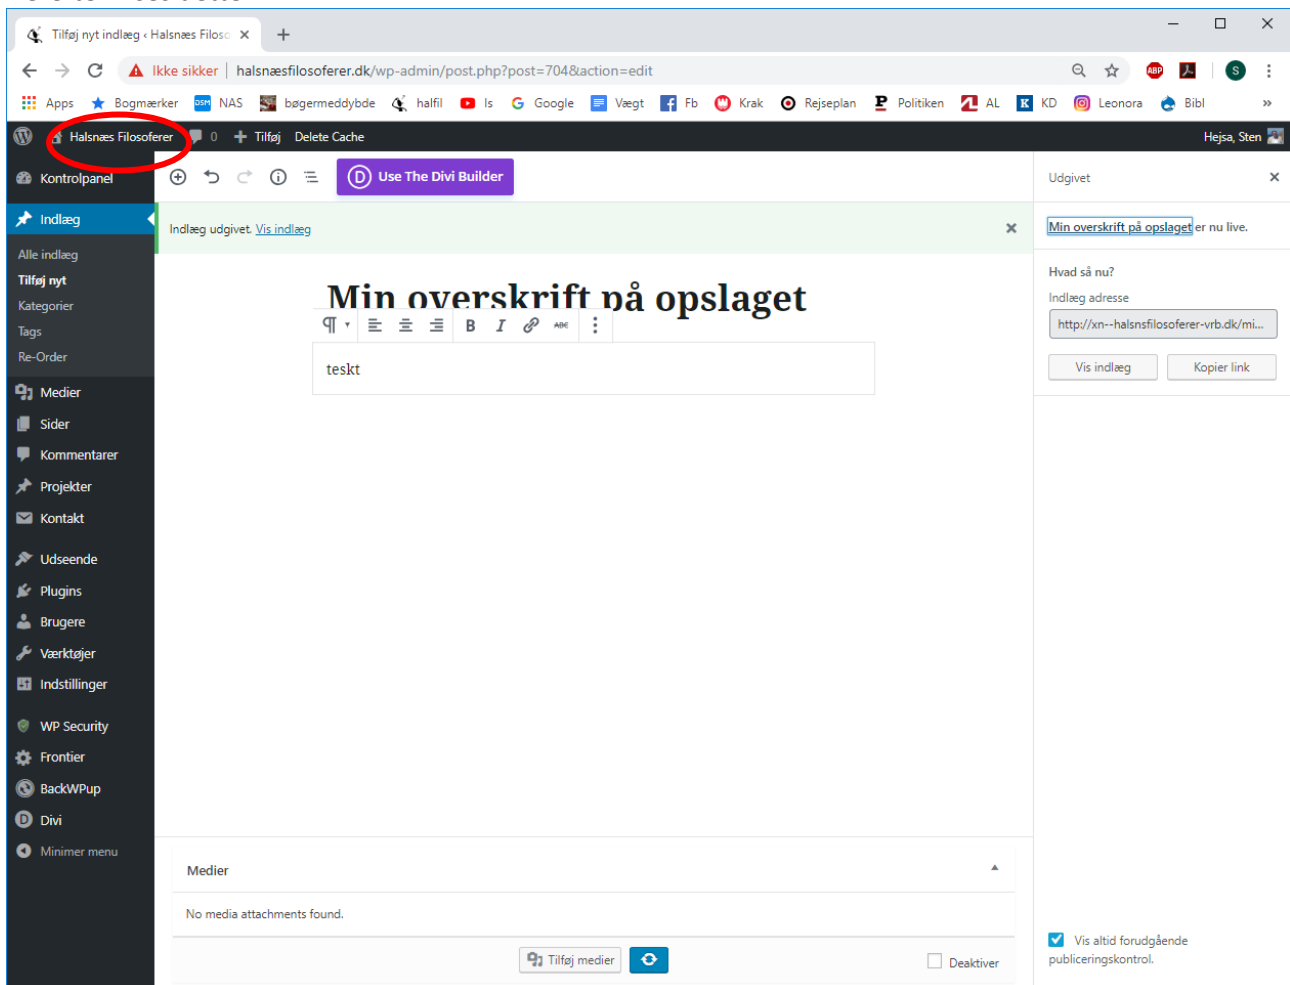 Tilføj nyt indlæg ‹ Halsnæs Filoso
Ikke sikker | halsnæsfilosoferer.dk/wp-admin/post.php?post=704&action=edit
ABP S
Apps Bogmærker DSM NAS bøgermeddybde halfil Is G Google Vægt Fb Krak Rejseplan P Politiken AL K KD Leonora Bibl »
Halsnæs Filosoferer 0 + Tilføj Delete Cache Hejsa, Sten
Kontrolpanel
D Use The Divi Builder
Udgivet
Indlæg
Indlæg udgivet. Vis indlæg
Min overskrift på opslaget er nu live.
Alle indlæg
Tilføj nyt
Kategorier
Tags
Re-Order
Min overskrift på opslaget
B I ABC
teskt
Hvad så nu?
Indlæg adresse
http://xn--halsnsfilosoferer-vrb.dk/mi...
Vis indlæg Kopier link
Medier
Sider
Kommentarer
Projekter
Kontakt
Udseende
Plugins
Brugere
Værktøjer
Indstillinger
WP Security
Frontier
BackWPup
D Divi
Minimer menu
Medier
No media attachments found.
Tilføj medier
Deaktiver
Vis altid forudgående
publiceringskontrol.